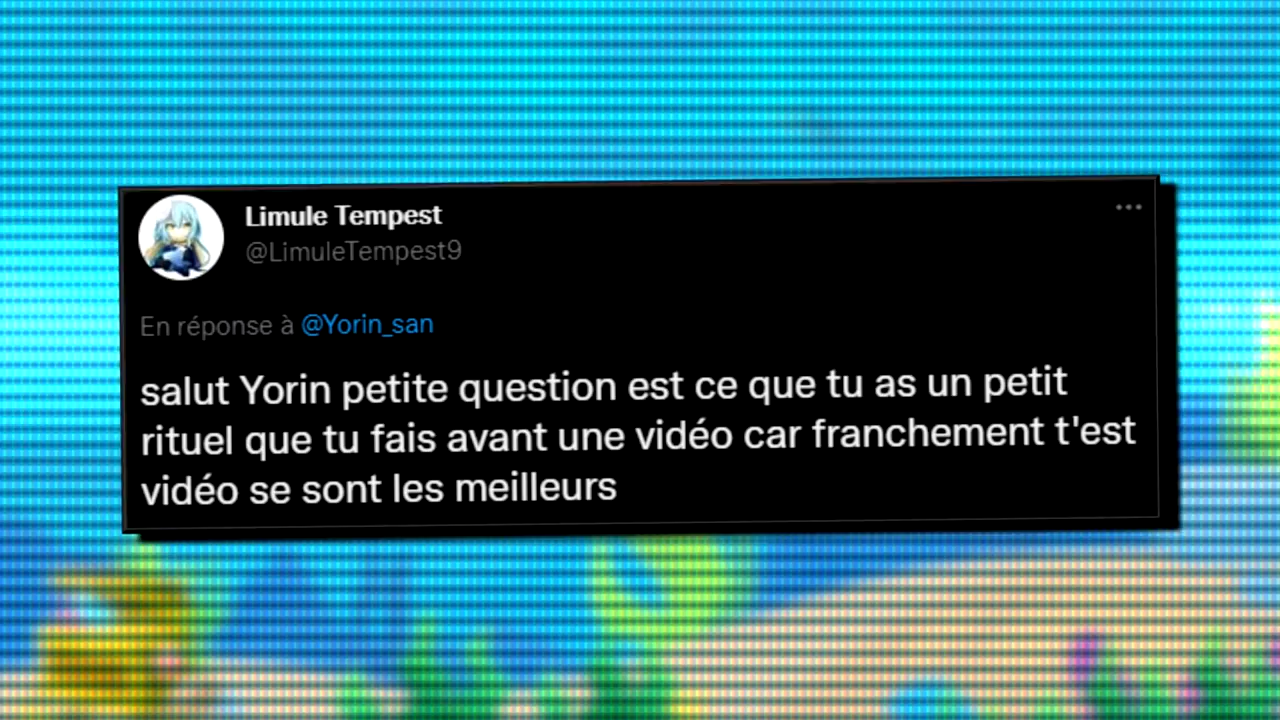 Limule Tempest
@LimuleTempest9
En réponse à @Yorin_san
salut Yorin petite question est ce que tu as un petit
rituel que tu fais avant une vidéo car franchement t'est
vidéo se sont les meilleurs